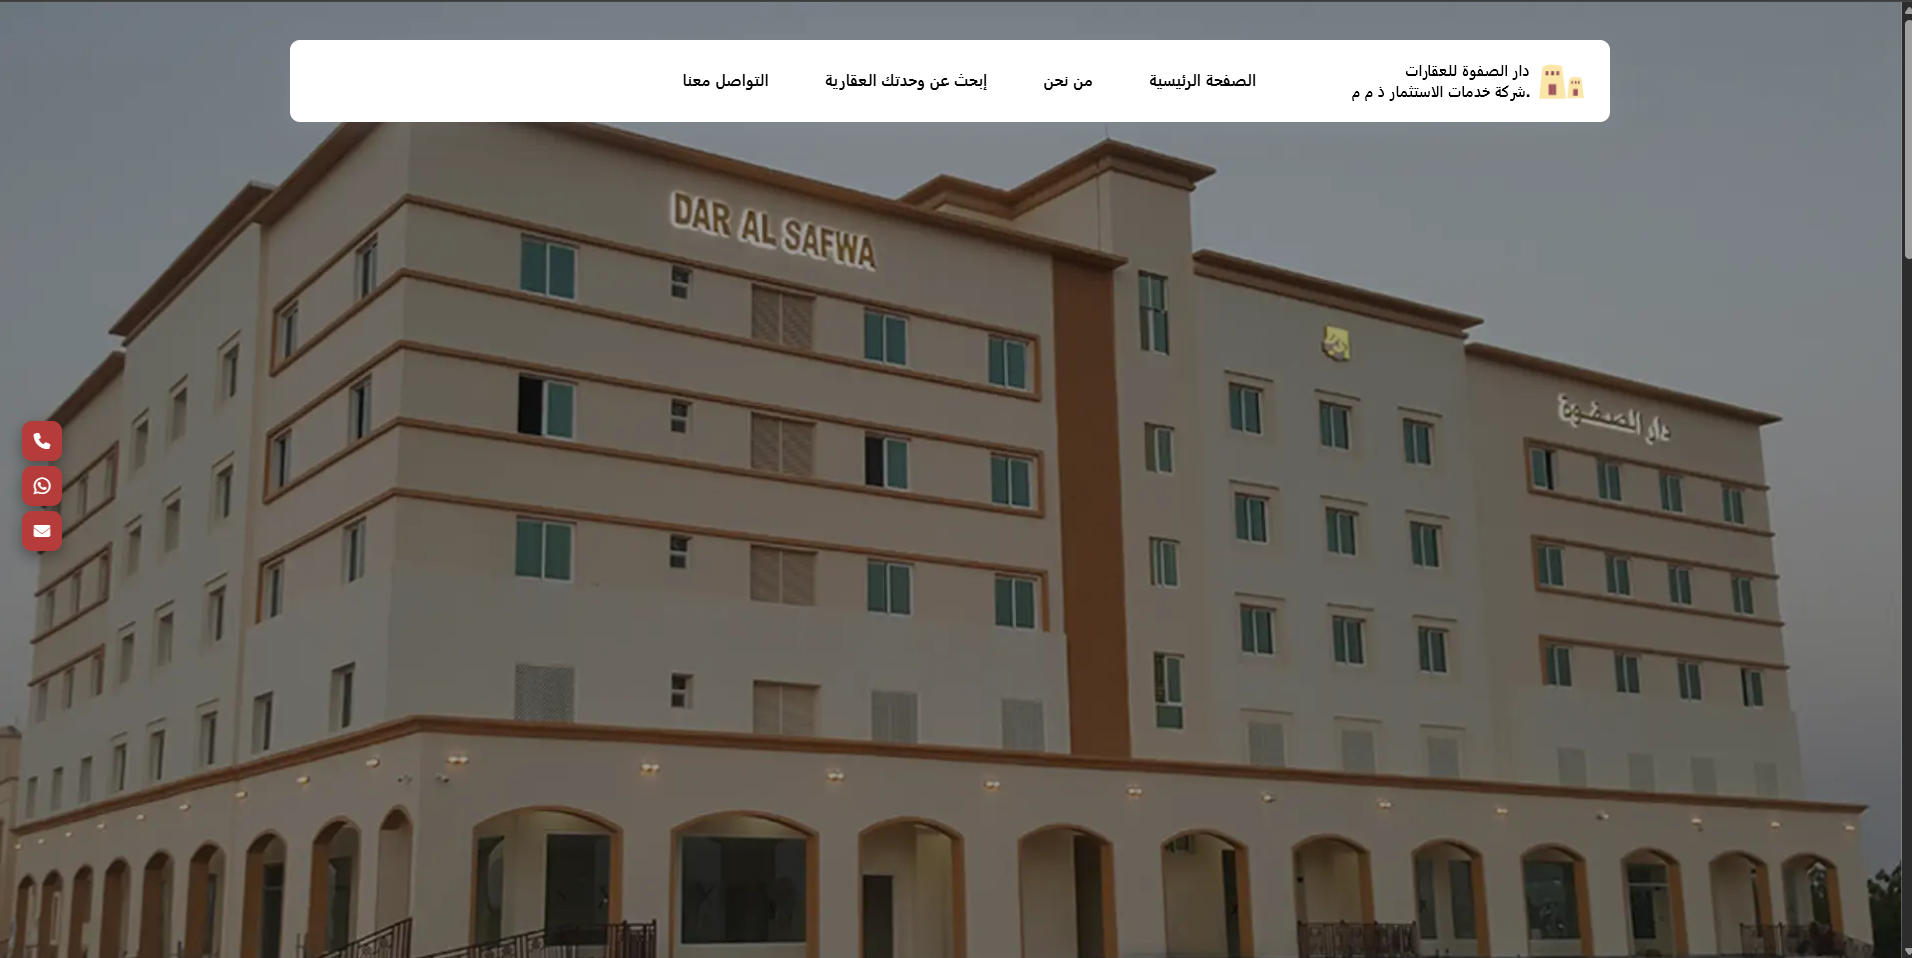 دار الصفوة للعقارات
شركة خدمات الاستثمار ذ م م.
الصفحة الرئيسية
من نحن
إبحث عن وحدتك العقارية
التواصل معنا
DAR AL SAFWA
دار الصفوة